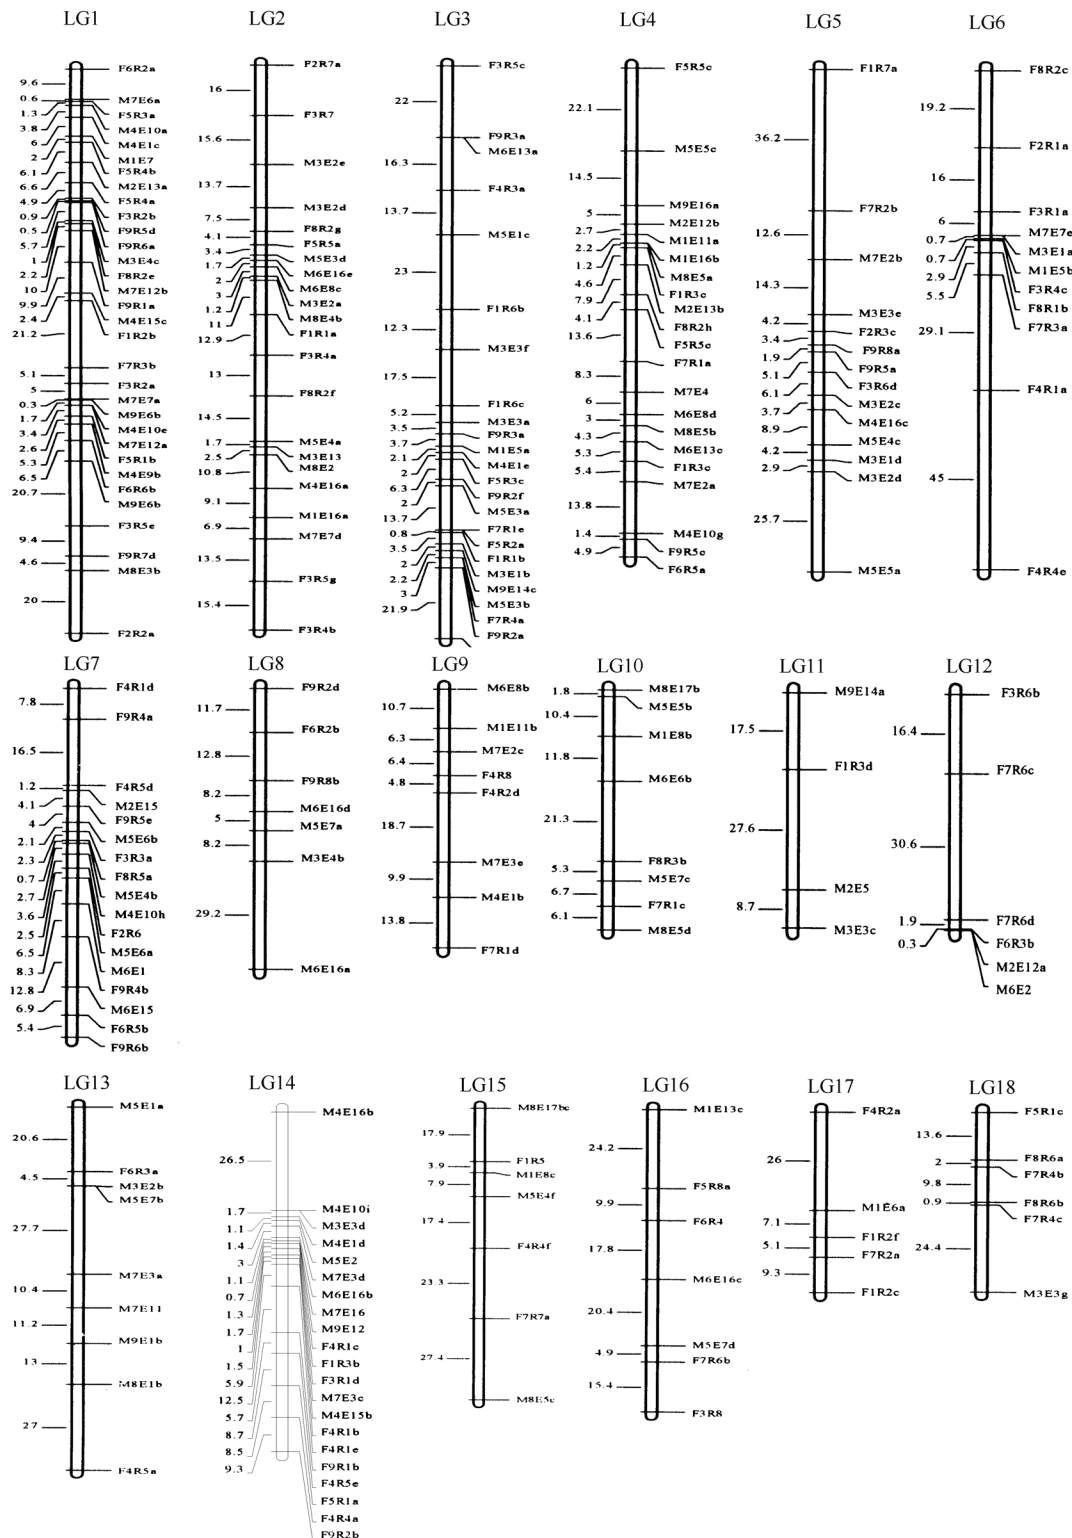 LG1
9.6
0.6
1.3
3.8
6
2
6.1
6.6
4.9
0.9
0.5
5.7
1
2.2
10
9.9
2.4
21.2
5.1
5
0.3
1.7
3.4
2.6
5.3
6.5
20.7
9.4
4.6
20
F6R2a
M7E6a
F5R3a
M4E10a
M4E1c
M1E7
F5R4b
M2E13a
F5R4a
F3R2b
F9R5d
F9R6a
M3E4c
F8R2e
M7E12b
F9R1a
M4E15c
F1R2b
F7R3b
F3R2a
M7E7a
M9E6b
M4E10e
M7E12a
F5R1b
M4E9b
F6R6b
M9E6b
F3R5e
F9R7d
M8E3b
F2R2a
LG2
16
15.6
13.7
7.5
4.1
3.4
1.7
2
3
1.2
11
12.9
13
14.5
1.7
2.5
10.8
9.1
6.9
13.5
15.4
F2R7a
F3R7
M3E2e
M3E2d
F8R2g
F5R5a
M5E3d
M6E16e
M6E8c
M3E2a
M8E4b
F1R1a
F3R4a
F8R2f
M5E4a
M3E13
M8E2
M4E16a
M1E16a
M7E7d
F3R5g
F3R4b
LG3
22
16.3
13.7
23
12.3
17.5
5.2
3.5
3.7
2.1
2
6.3
2
13.7
0.8
3.5
2
2.2
3
21.9
F3R5c
F9R3a
M6E13a
F4R3a
M5E1c
F1R6b
M3E3f
F1R6c
M3E3a
F9R3a
M1E5a
M4E1e
F5R3c
F9R2f
M5E3a
F7R1e
F5R2a
F1R1b
M3E1b
M9E14c
M5E3b
F7R4a
F9R2a
LG4
22.1
14.5
5
2.7
2.2
1.2
4.6
7.9
4.1
13.6
8.3
6
3
4.3
5.3
5.4
13.8
1.4
4.9
F5R5c
M5E5c
M9E16a
M2E12b
M1E11a
M1E16b
M8E5a
F1R3c
M2E13b
F8R2h
F5R5c
F7R1a
M7E4
M6E8d
M8E5b
M6E13c
F1R3c
M7E2a
M4E10g
F9R5c
F6R5a
LG5
36.2
12.6
14.3
4.2
3.4
1.9
5.1
6.1
3.7
8.9
4.2
2.9
25.7
F1R7a
F7R2b
M7E2b
M3E3e
F2R3c
F9R8a
F9R5a
F3R6d
M3E2c
M4E16c
M5E4c
M3E1d
M3E2d
M5E5a
LG6
19.2
16
6
0.7
0.7
2.9
5.5
29.1
45
F8R2c
F2R1a
F3R1a
M7E7e
M3E1a
M1E5b
F3R4c
F8R1b
F7R3a
F4R1a
F4R4e
LG7
7.8
16.5
1.2
4.1
4
2.1
2.3
0.7
2.7
3.6
2.5
6.5
8.3
12.8
6.9
5.4
F4R1d
F9R4a
F4R5d
M2E15
F9R5e
M5E6b
F3R3a
F8R5a
M5E4b
M4E10h
F2R6
M5E6a
M6E1
F9R4b
M6E15
F6R5b
F9R6b
LG8
11.7
12.8
8.2
5
8.2
29.2
F9R2d
F6R2b
F9R8b
M6E16d
M5E7a
M3E4b
M6E16a
LG9
10.7
6.3
6.4
4.8
18.7
9.9
13.8
M6E8b
M1E11b
M7E2c
F4R8
F4R2d
M7E3e
M4E1b
F7R1d
LG10
1.8
10.4
11.8
21.3
5.3
6.7
6.1
M8E17b
M5E5b
M1E8b
M6E6b
F8R3b
M5E7c
F7R1c
M8E5d
LG11
17.5
27.6
8.7
M9E14a
F1R3d
M2E5
M3E3c
LG12
16.4
30.6
1.9
0.3
F3R6b
F7R6c
F7R6d
F6R3b
M2E12a
M6E2
LG13
20.6
4.5
27.7
10.4
11.2
13
27
M5E1a
F6R3a
M3E2b
M5E7b
M7E3a
M7E11
M9E1b
M8E1b
F4R5a
LG14
26.5
1.7
1.1
1.4
3
1.1
0.7
1.3
1.7
1
1.5
5.9
12.5
5.7
8.7
8.5
9.3
M4E16b
M4E10i
M3E3d
M4E1d
M5E2
M7E3d
M6E16b
M7E16
M9E12
F4R1c
F1R3b
F3R1d
M7E3c
M4E15b
F4R1b
F4R1e
F9R1b
F4R5e
F5R1a
F4R4a
F9R2b
LG15
17.9
3.9
7.9
17.4
23.3
27.4
M8E17bc
F1R5
M1E8c
M5E4f
F4R4f
F7R7a
M8E5c
LG16
24.2
9.9
17.8
20.4
4.9
15.4
M1E13c
F5R8a
F6R4
M6E16c
M5E7d
F7R6b
F3R8
LG17
26
7.1
5.1
9.3
F4R2a
M1E6a
F1R2f
F7R2a
F1R2c
LG18
13.6
2
9.8
0.9
24.4
F5R1c
F8R6a
F7R4b
F8R6b
F7R4c
M3E3g